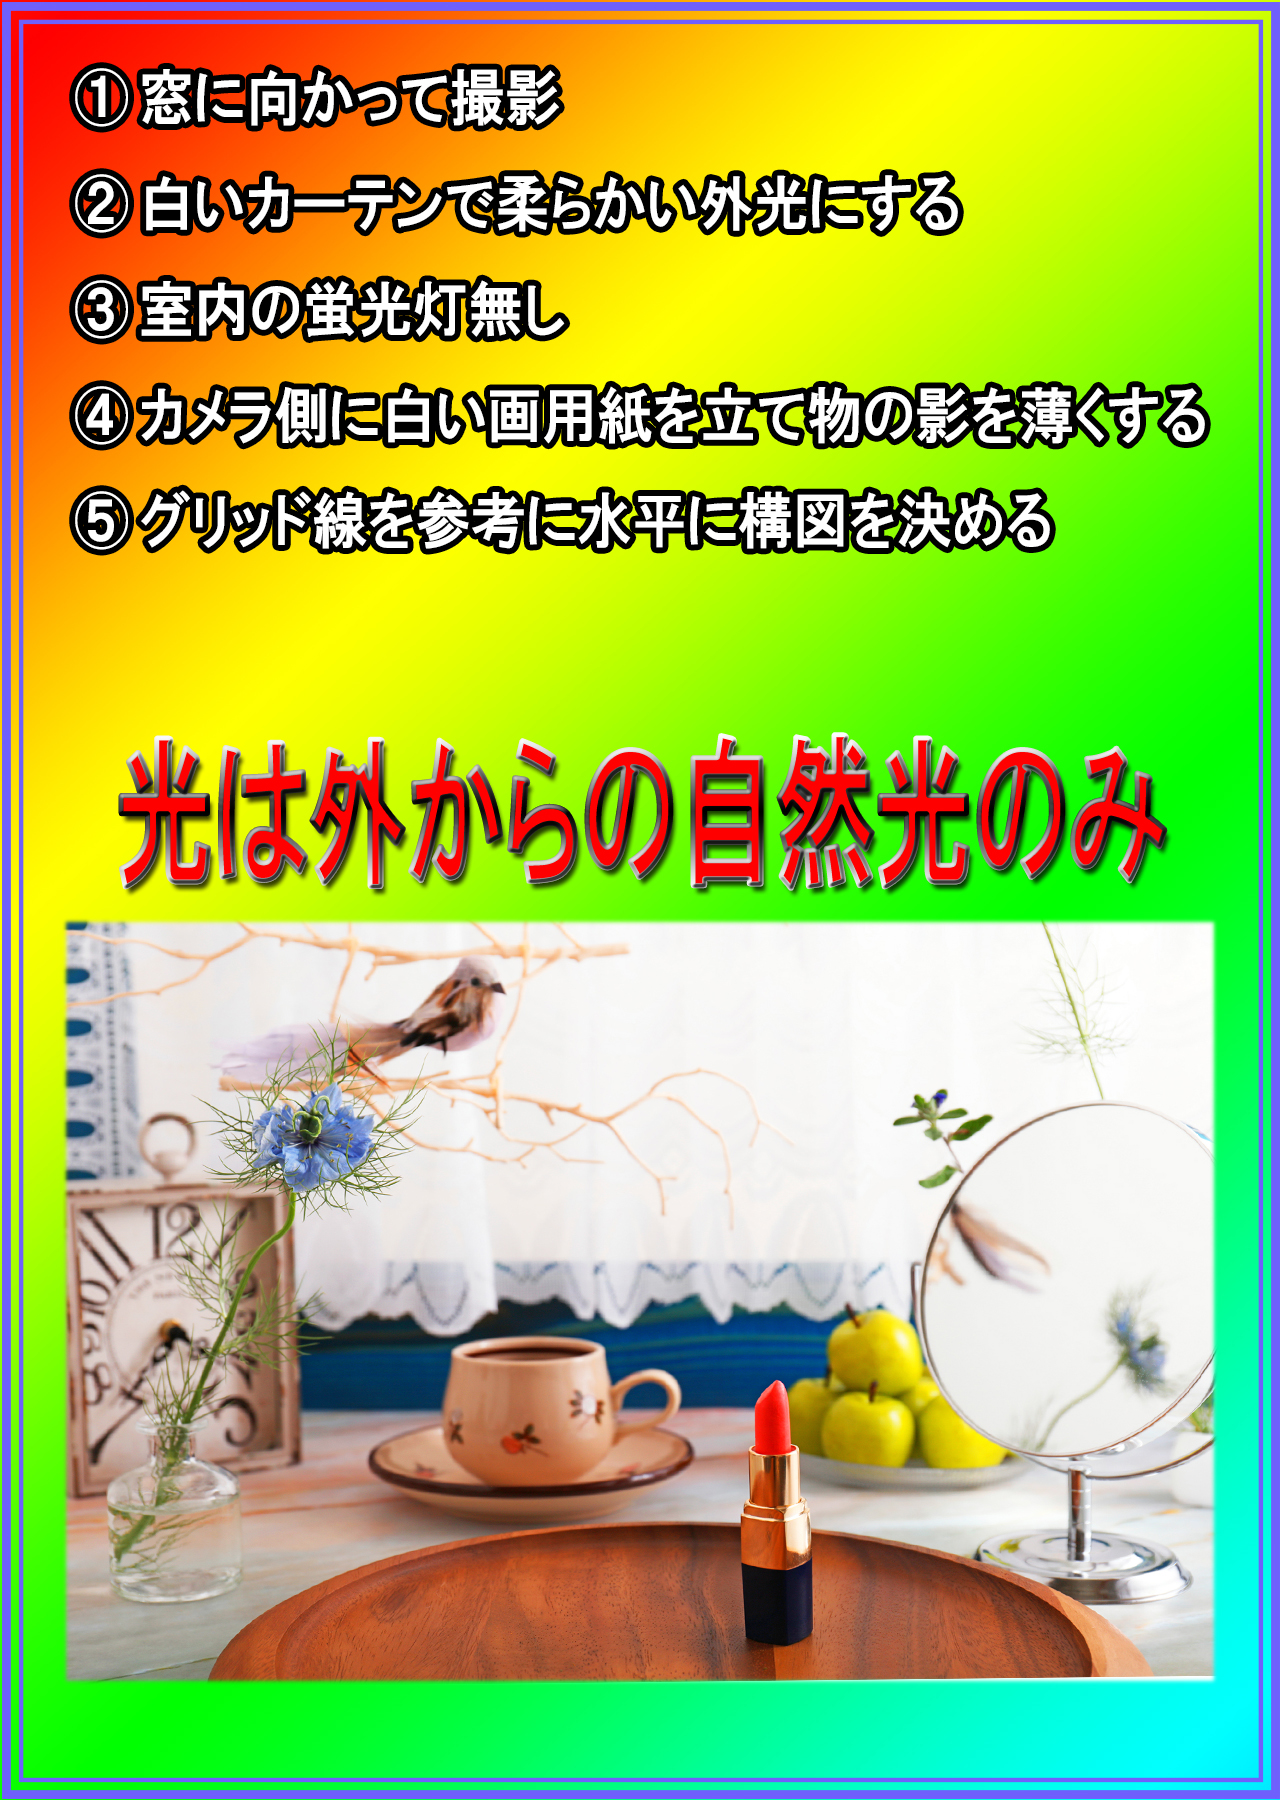 ① 窓に向かって撮影
② 白いカーテンで柔らかい外光にする
③ 室内の蛍光灯無し
④ カメラ側に白い画用紙を立て物の影を薄くする
⑤ グリッド線を参考に水平に構図を決める
光は外からの自然光のみ
12